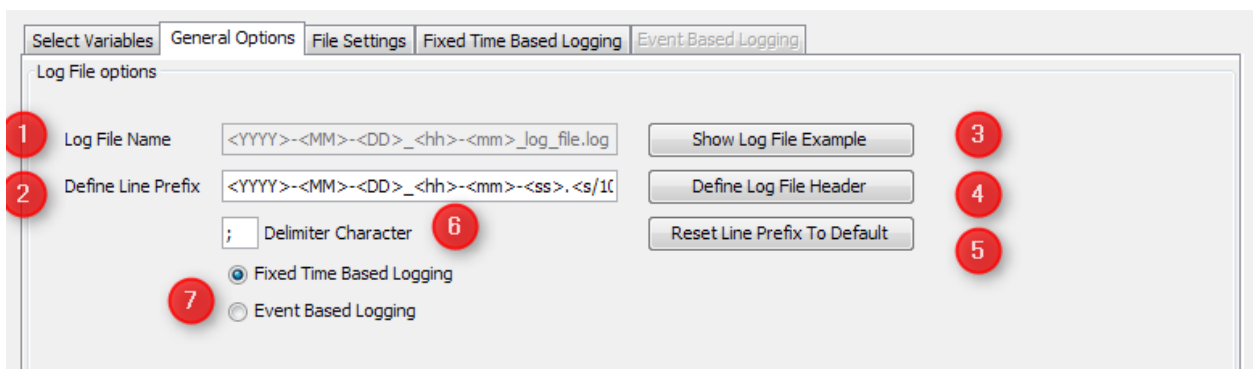 Select Variables General Options File Settings Fixed Time Based Logging Event Based Logging
Log File options
1 Log File Name <YYYY>-<MM>-<DD>_<hh>-<mm>_log_file.log Show Log File Example 3
2 Define Line Prefix <YYYY>-<MM>-<DD>_<hh>-<mm>-<ss>.<s/10 Define Log File Header 4
; Delimiter Character 6 Reset Line Prefix To Default 5
Fixed Time Based Logging
7
Event Based Logging